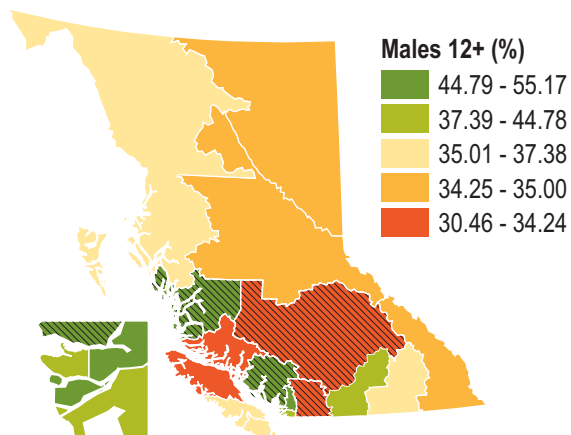 Males 12+ (%)
44.79 - 55.17
37.39 - 44.78
35.01 - 37.38
34.25 - 35.00
30.46 - 34.24